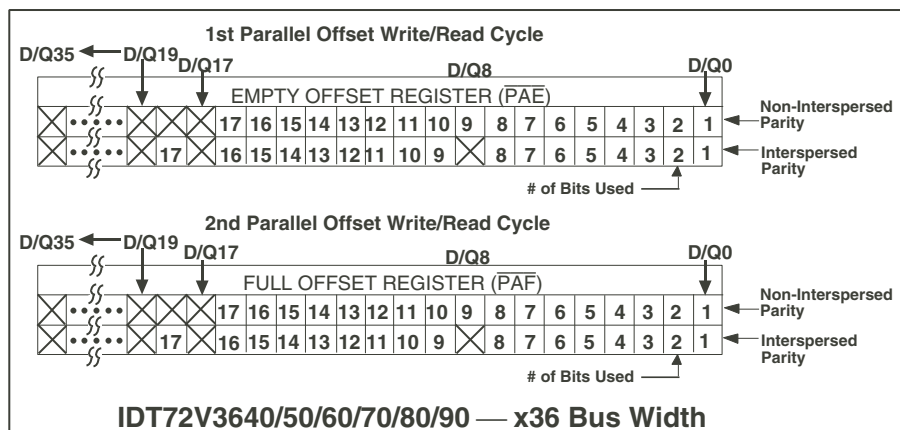 1st Parallel Offset Write/Read Cycle
D/Q35 D/Q19 D/Q17 D/Q8 D/Q0
EMPTY OFFSET REGISTER (PAE)
17 16 15 14 13 12 11 10 9 8 7 6 5 4 3 2 1 Non-Interspersed Parity
17 16 15 14 13 12 11 10 9 8 7 6 5 4 3 2 1 Interspersed Parity
# of Bits Used
2nd Parallel Offset Write/Read Cycle
D/Q35 D/Q19 D/Q17 D/Q8 D/Q0
FULL OFFSET REGISTER (PAF)
17 16 15 14 13 12 11 10 9 8 7 6 5 4 3 2 1 Non-Interspersed Parity
17 16 15 14 13 12 11 10 9 8 7 6 5 4 3 2 1 Interspersed Parity
# of Bits Used
IDT72V3640/50/60/70/80/90 — x36 Bus Width